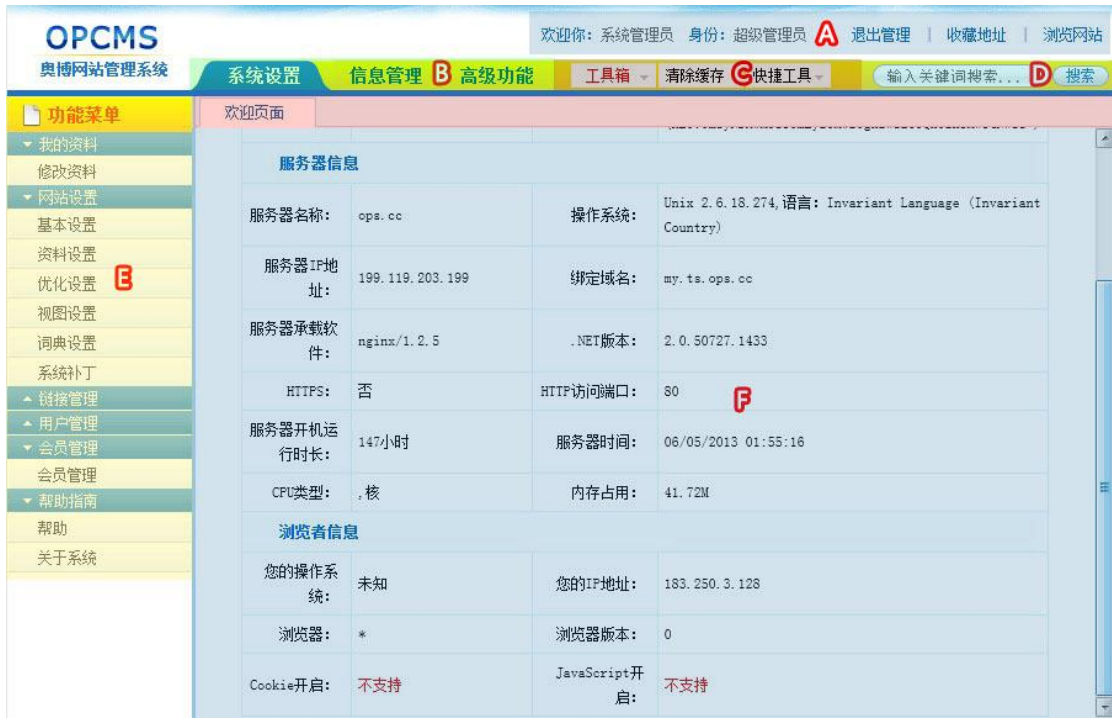 OPCMS
奥博网站管理系统
欢迎你：系统管理员 身份：超级管理员 A 退出管理 | 收藏地址 | 浏览网站
系统设置 信息管理 B 高级功能 工具箱 清除缓存 C 快捷工具 输入关键词搜索... D 搜索
功能菜单
我的资料
修改资料
网站设置
基本设置
资料设置
优化设置 E
视图设置
词典设置
系统补丁
链接管理
用户管理
会员管理
会员管理
帮助指南
帮助
关于系统
欢迎页面
服务器信息
服务器名称： ops.cc 操作系统： Unix 2.6.18.274,语言：Invariant Language (Invariant
Country)
服务器IP地
址： 199.119.203.199 绑定域名： my.ts.ops.cc
服务器承载软
件： nginx/1.2.5 .NET版本： 2.0.50727.1433
HTTPS： 否 HTTP访问端口： 80 F
服务器开机运
行时长： 147小时 服务器时间： 06/05/2013 01:55:16
CPU类型： ,核 内存占用： 41.72M
浏览者信息
您的操作系
统： 未知 您的IP地址： 183.250.3.128
浏览器： * 浏览器版本： 0
Cookie开启： 不支持 JavaScript开
启： 不支持